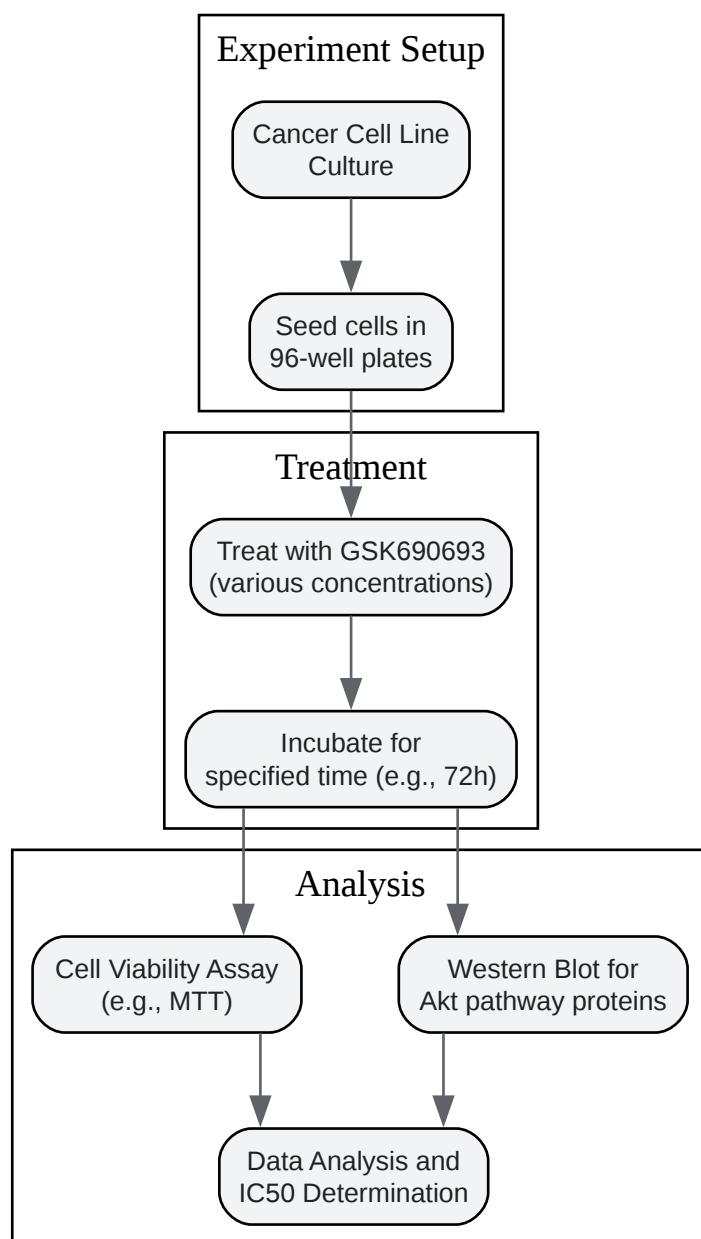 Experiment Setup
Cancer Cell Line
Culture
Seed cells in
96-well plates
Treatment
Treat with GSK690693
(various concentrations)
Incubate for
specified time (e.g., 72h)
Analysis
Cell Viability Assay
(e.g., MTT)
Western Blot for
Akt pathway proteins
Data Analysis and
IC50 Determination